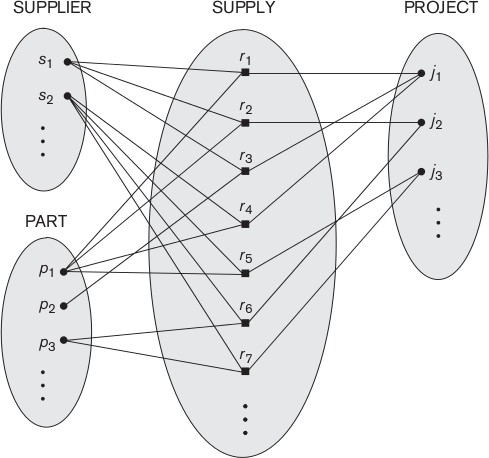 SUPPLIER
s1
s2
PART
p1
p2
p3
SUPPLY
r1
r2
r3
r4
r5
r6
r7
PROJECT
j1
j2
j3